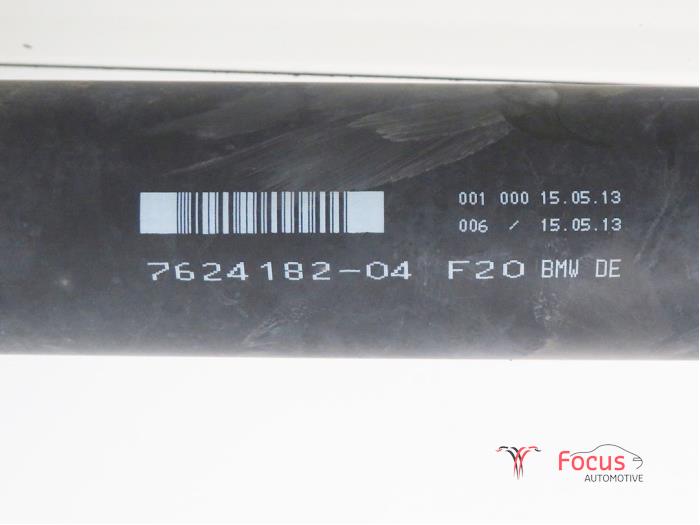 001 000 15.05.13
006 / 15.05.13
7624182-04 F20 BMW DE
Focus
AUTOMOTIVE